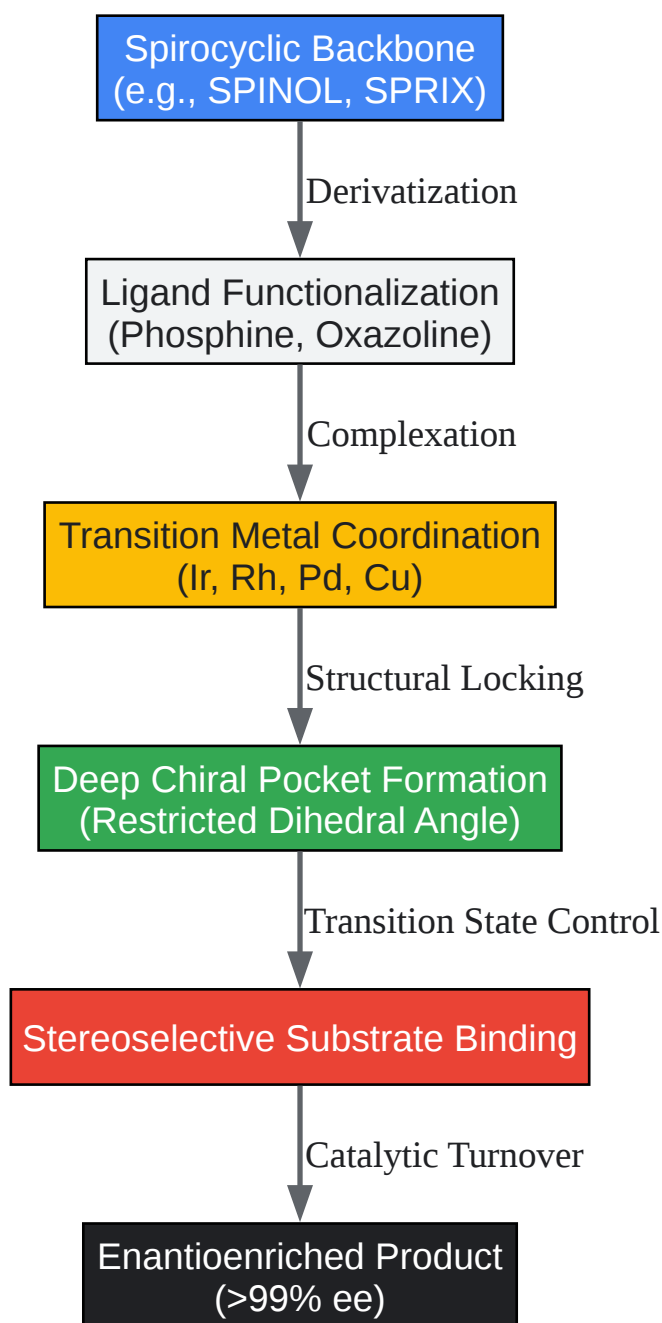 Spirocyclic Backbone
(e.g., SPINOL, SPRIX)
Derivatization
Ligand Functionalization
(Phosphine, Oxazoline)
Complexation
Transition Metal Coordination
(Ir, Rh, Pd, Cu)
Structural Locking
Deep Chiral Pocket Formation
(Restricted Dihedral Angle)
Transition State Control
Stereoselective Substrate Binding
Catalytic Turnover
Enantioenriched Product
(>99% ee)